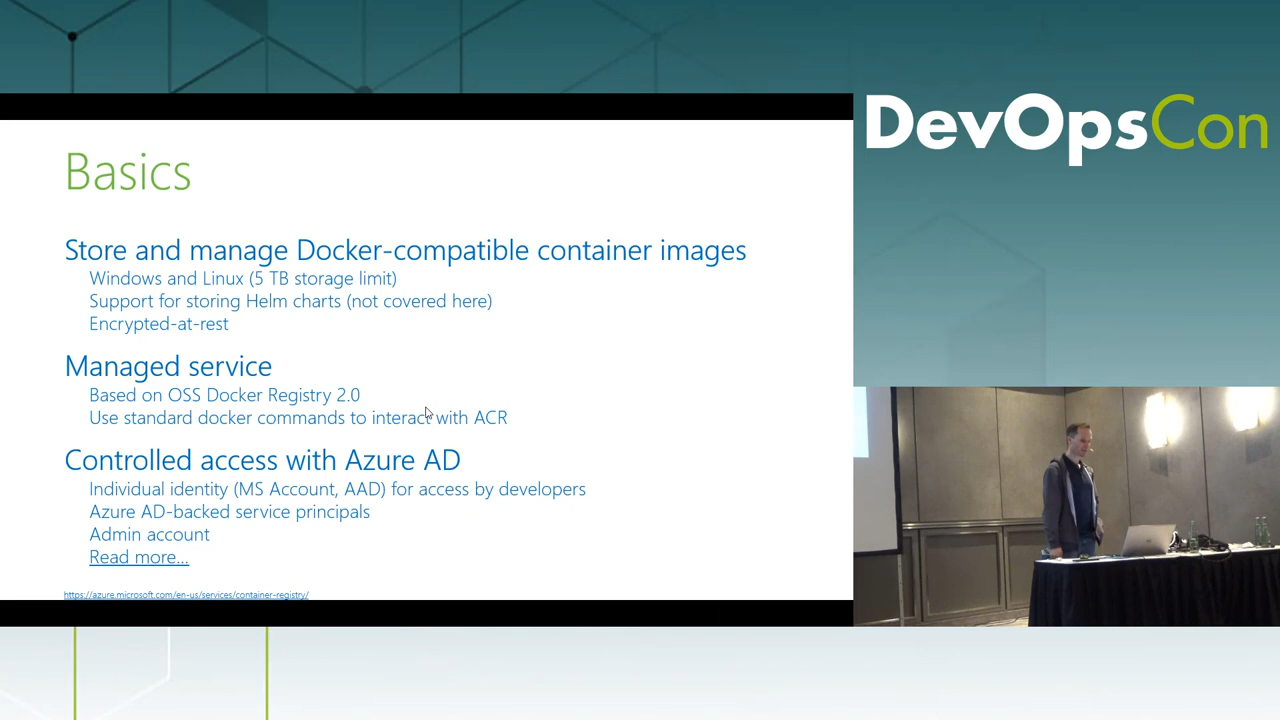 DevOpsCon
Basics
Store and manage Docker-compatible container images
Windows and Linux (5 TB storage limit)
Support for storing Helm charts (not covered here)
Encrypted-at-rest
Managed service
Based on OSS Docker Registry 2.0
Use standard docker commands to interact with ACR
Controlled access with Azure AD
Individual identity (MS Account, AAD) for access by developers
Azure AD-backed service principals
Admin account
Read more...
https://azure.microsoft.com/en-us/services/container-registry/